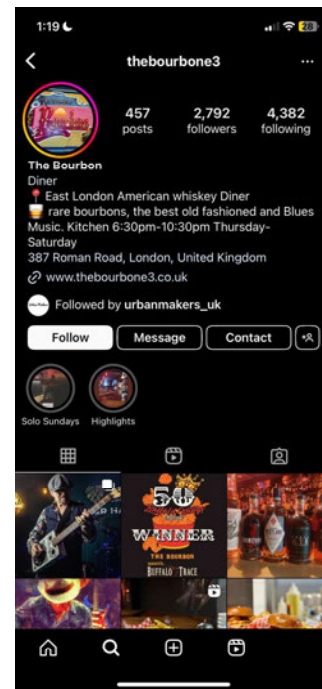 1:19
28
thebourbone3
457
posts
2,792
followers
4,382
following
The Bourbon
Diner
East London American whiskey Diner
rare bourbons, the best old fashioned and Blues
Music. Kitchen 6:30pm-10:30pm Thursday-
Saturday
387 Roman Road, London, United Kingdom
www.thebourbone3.co.uk
Followed by urbanmakers_uk
Follow
Message
Contact
Solo Sundays
Highlights
50
WINNER
THE BOURBON
BUFFALO TRACE